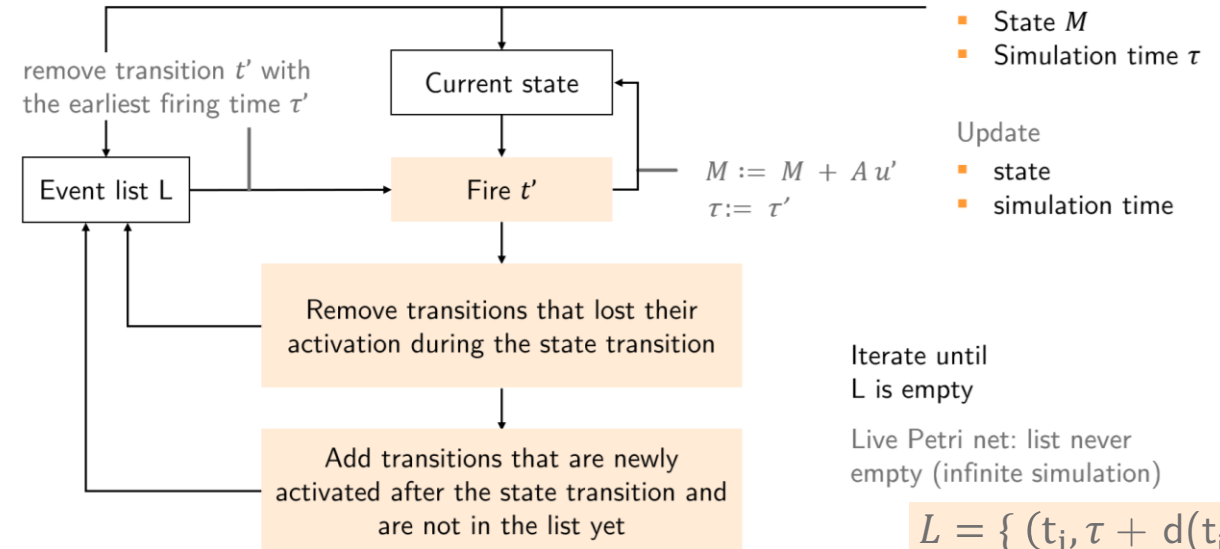 State M
Simulation time τ
remove transition t' with
the earliest firing time τ'
Current state
Update
state
simulation time
Event list L
Fire t'
M := M + A u'
τ:= τ'
Remove transitions that lost their
activation during the state transition
Iterate until
L is empty
Live Petri net: list never
empty (infinite simulation)
Add transitions that are newly
activated after the state transition and
are not in the list yet
L = { (t